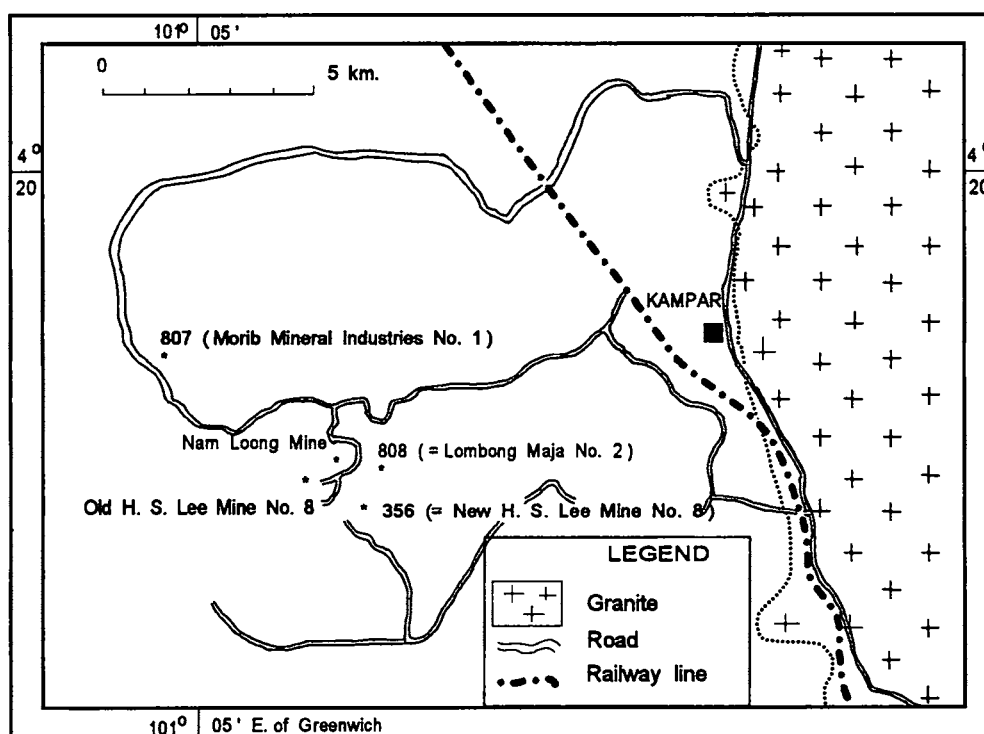 101° 05'
0 5 km.
4° 20
4° 20
KAMPAR
807 (Morib Mineral Industries No. 1)
Nam Loong Mine
808 (= Lombong Maja No. 2)
Old H. S. Lee Mine No. 8
356 (= New H. S. Lee Mine No. 8)
LEGEND
Granite
Road
Railway line
101° 05' E. of Greenwich